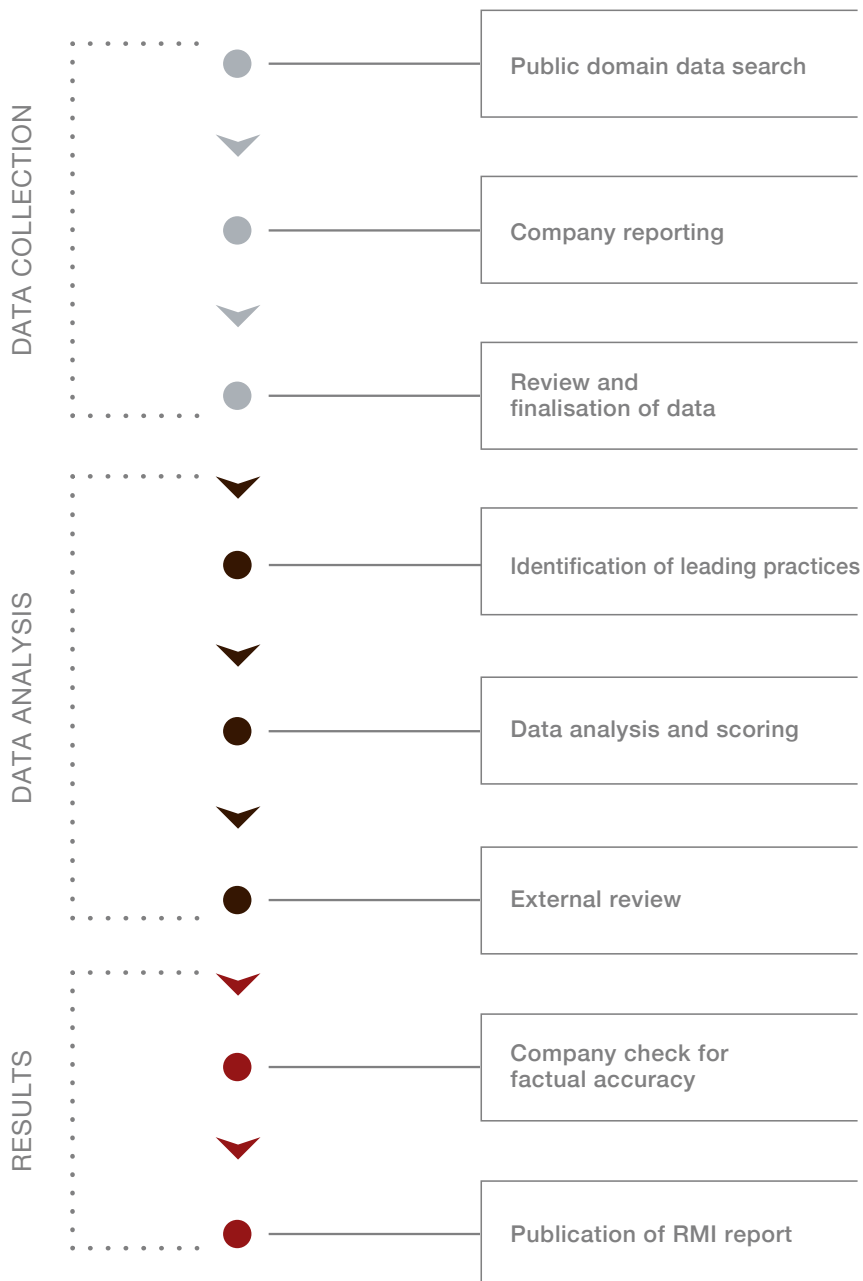 DATA COLLECTION
Public domain data search
Company reporting
Review and
finalisation of data
DATA ANALYSIS
Identification of leading practices
Data analysis and scoring
External review
RESULTS
Company check for
factual accuracy
Publication of RMI report